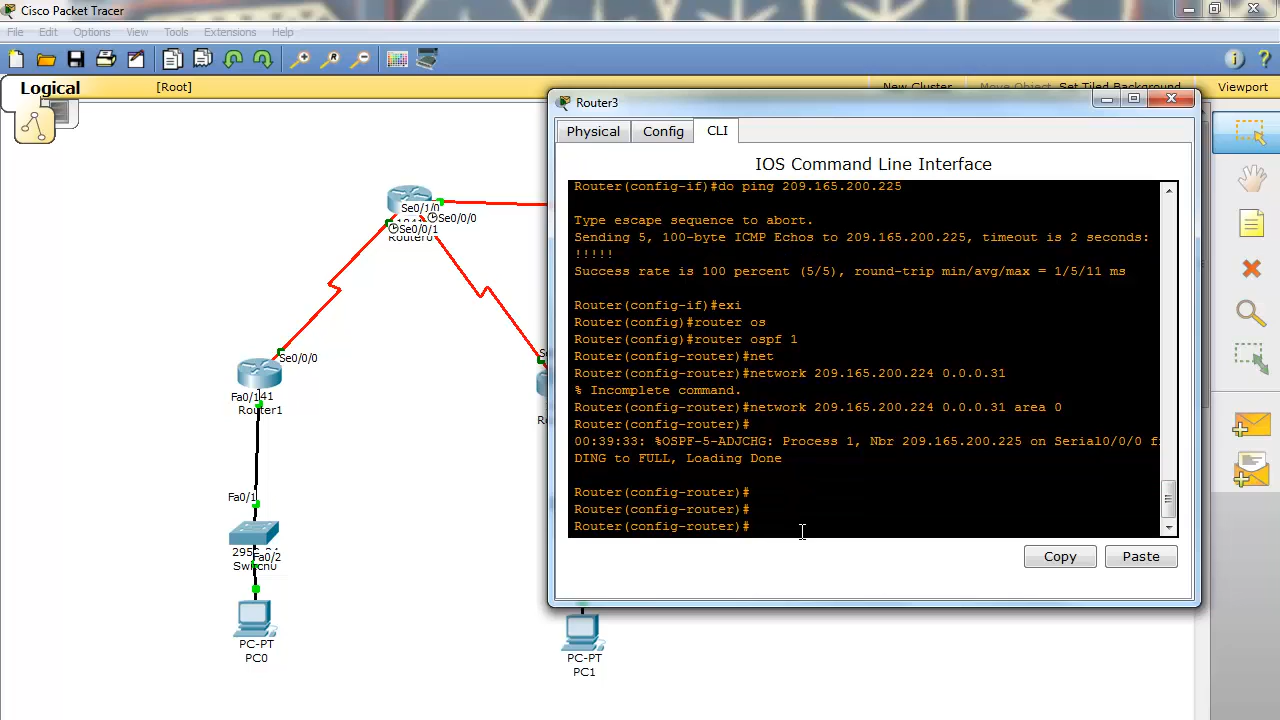 Cisco Packet Tracer
File Edit Options View Tools Extensions Help
Logical
[Root]
New Cluster
Move Object
Set Tiled Background
Viewport
Se0/1/0
Se0/0/0
Se0/0/1
Router0
Se0/0/0
Fa0/1
Router1
Fa0/1
Fa0/2
PC-PT
PC0
PC-PT
PC1
Router3
Physical Config CLI
IOS Command Line Interface
Router(config-if)#do ping 209.165.200.225
Type escape sequence to abort.
Sending 5, 100-byte ICMP Echos to 209.165.200.225, timeout is 2 seconds:
!!!!!
Success rate is 100 percent (5/5), round-trip min/avg/max = 1/5/11 ms
Router(config-if)#exi
Router(config)#router os
Router(config)#router ospf 1
Router(config-router)#net
Router(config-router)#network 209.165.200.224 0.0.0.31
% Incomplete command.
Router(config-router)#network 209.165.200.224 0.0.0.31 area 0
Router(config-router)#
00:39:33: %OSPF-5-ADJCHG: Process 1, Nbr 209.165.200.225 on Serial0/0/0 f
DING to FULL, Loading Done
Router(config-router)#
Router(config-router)#
Router(config-router)#
Copy Paste